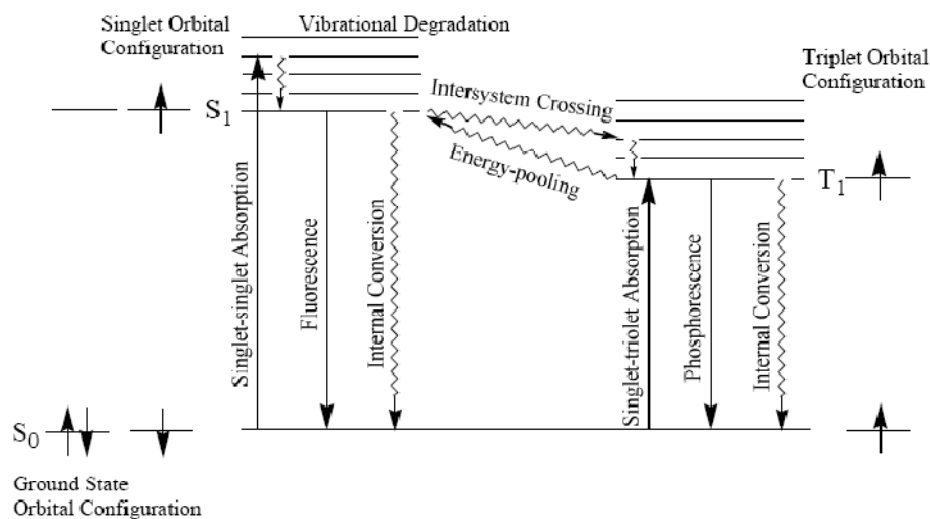 Singlet Orbital
Configuration
Vibrational Degradation
Triplet Orbital
Configuration
S1
Intersystem Crossing
Energy-pooling
T1
Singlet-singlet Absorption
Fluorescence
Internal Conversion
Singlet-triolet Absorption
Phosphorescence
Internal Conversion
S0
Ground State
Orbital Configuration